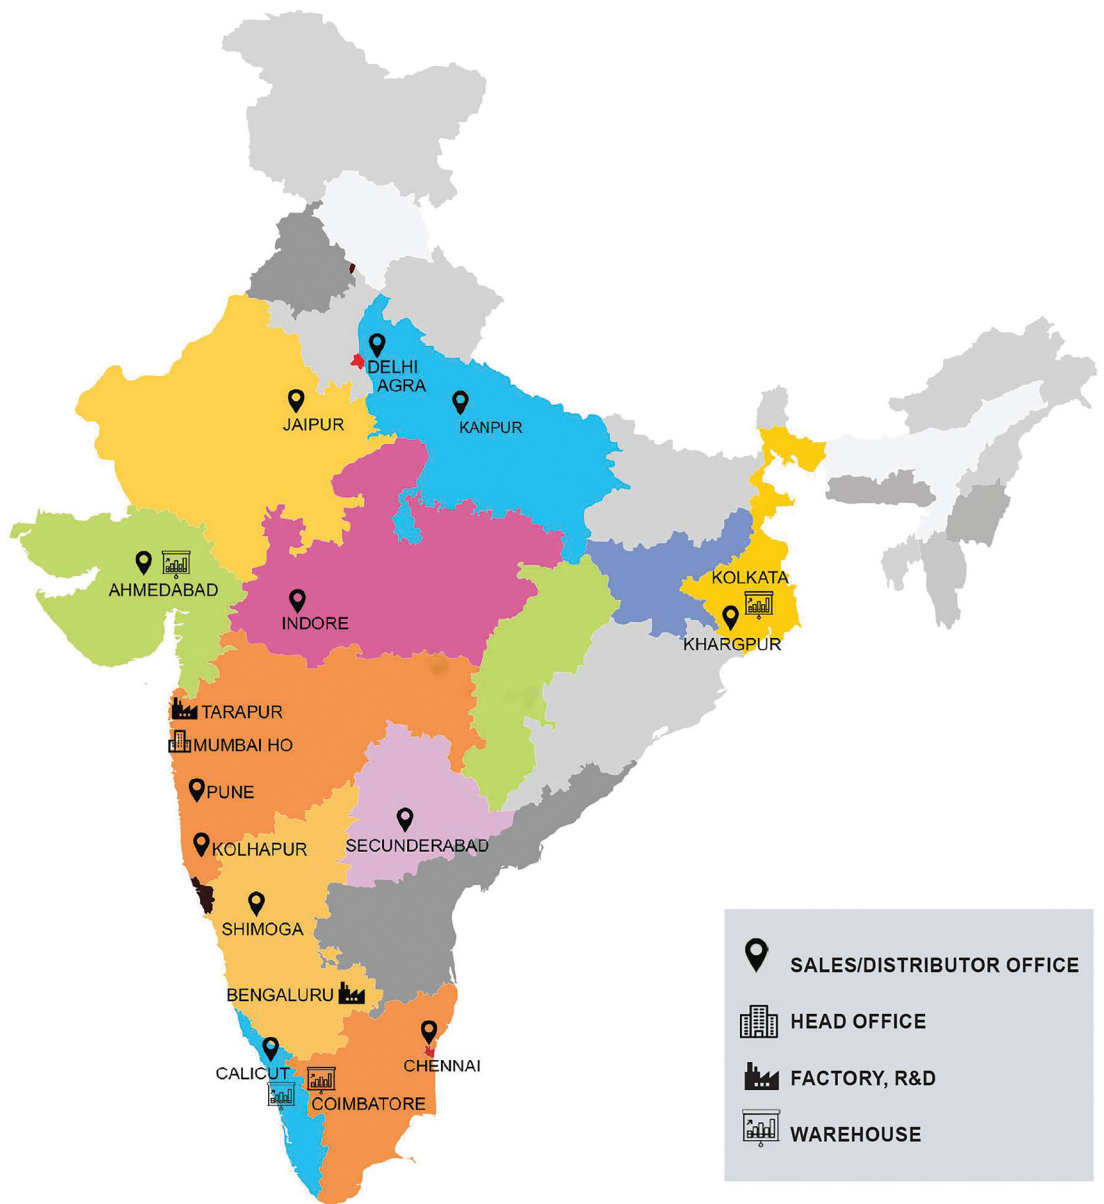 DELHI
AGRA
JAIPUR
KANPUR
AHMEDABAD
KOLKATA
INDORE
KHARGPUR
TARAPUR
MUMBAI HO
PUNE
KOLHAPUR
SECUNDERABAD
SHIMOGA
BENGALURU
CHENNAI
CALICUT
COIMBATORE
SALES/DISTRIBUTOR OFFICE
HEAD OFFICE
FACTORY, R&D
WAREHOUSE